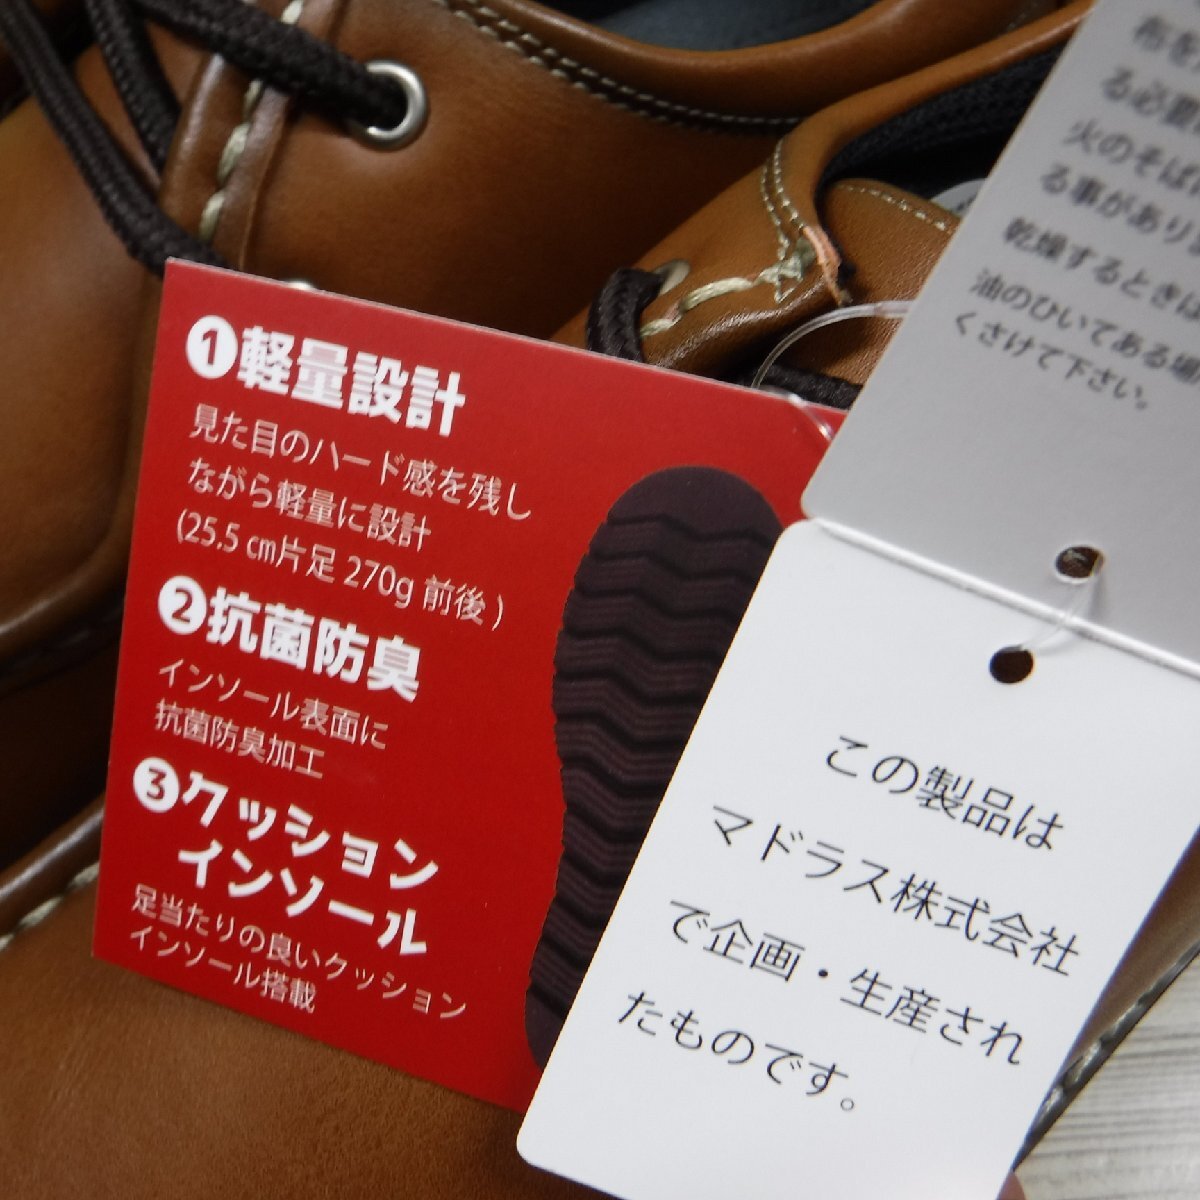 ❶軽量設計
見た目のハード感を残し
ながら軽量に設計
(25.5㎝片足 270g 前後)
❷抗菌防臭
インソール表面に
抗菌防臭加工
❸クッション
インソール
足当たりの良いクッション
インソール搭載
布を
る必要
火のそば
る事があり
乾燥するときは
油のひいてある場
くさけて下さい。
この製品は
マドラス株式会社
で企画・生産され
たものです。